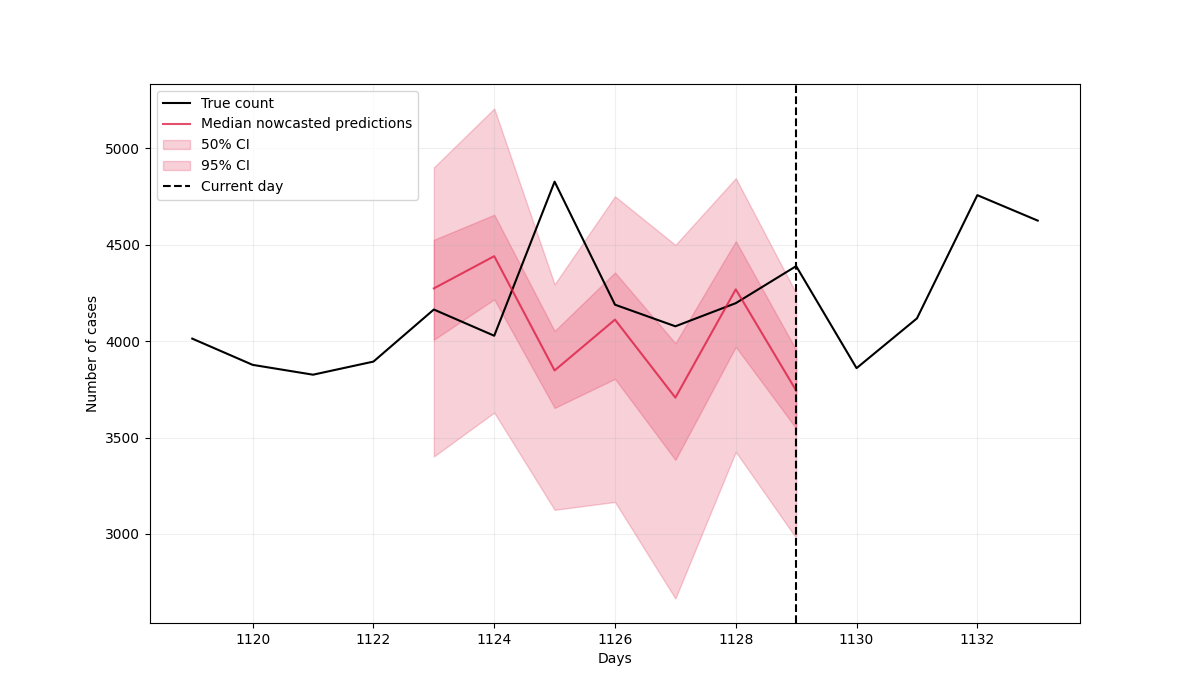 True count
Median nowcasted predictions
50% CI
95% CI
Current day
5000
4500
4000
3500
3000
Number of cases
1120
1122
1124
1126
1128
1130
1132
Days